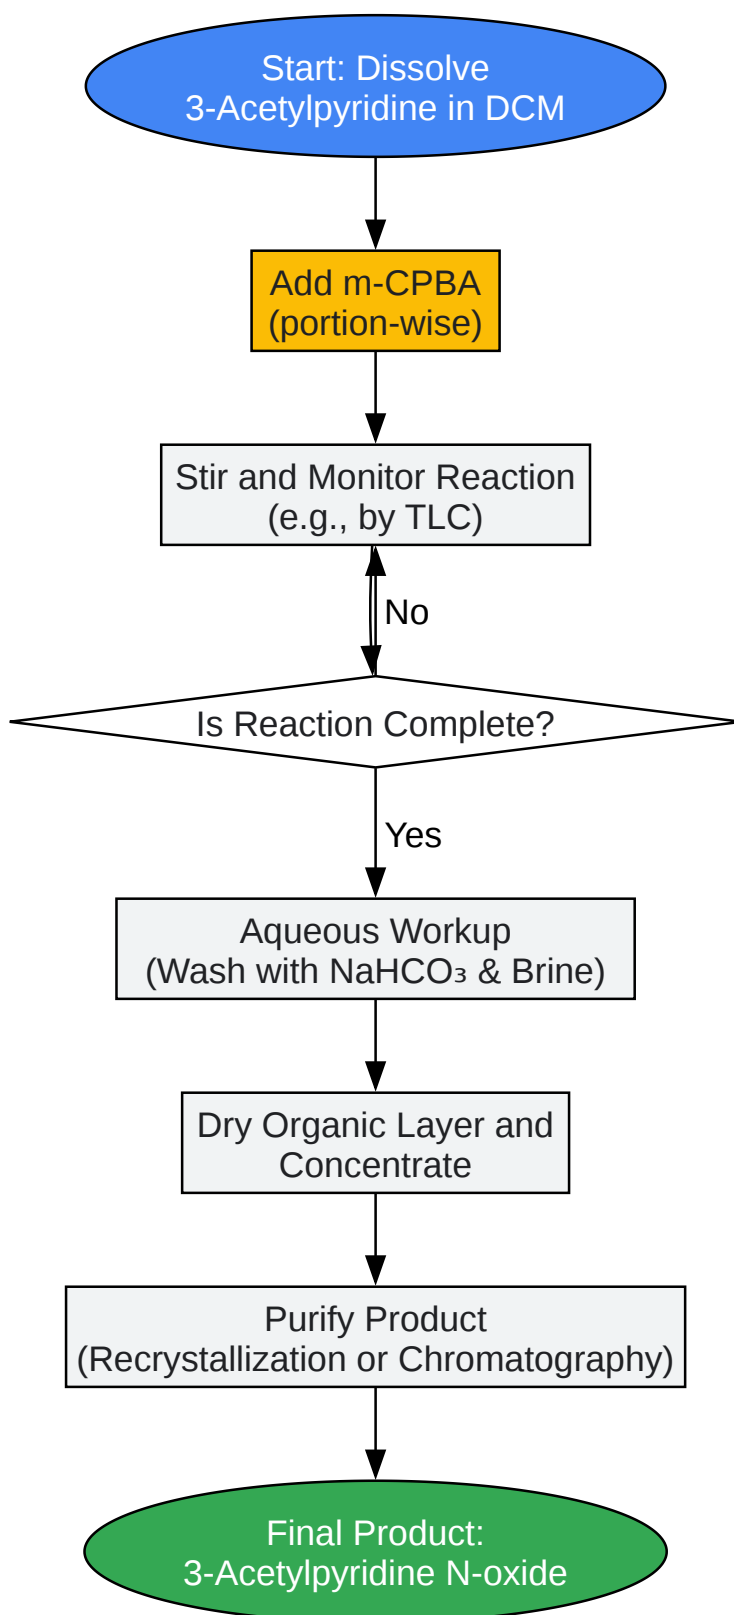 Start: Dissolve
3-Acetylpyridine in DCM
Add m-CPBA
(portion-wise)
Stir and Monitor Reaction
(e.g., by TLC)
No
Is Reaction Complete?
Yes
Aqueous Workup
(Wash with NaHCO₃ & Brine)
Dry Organic Layer and
Concentrate
Purify Product
(Recrystallization or Chromatography)
Final Product:
3-Acetylpyridine N-oxide